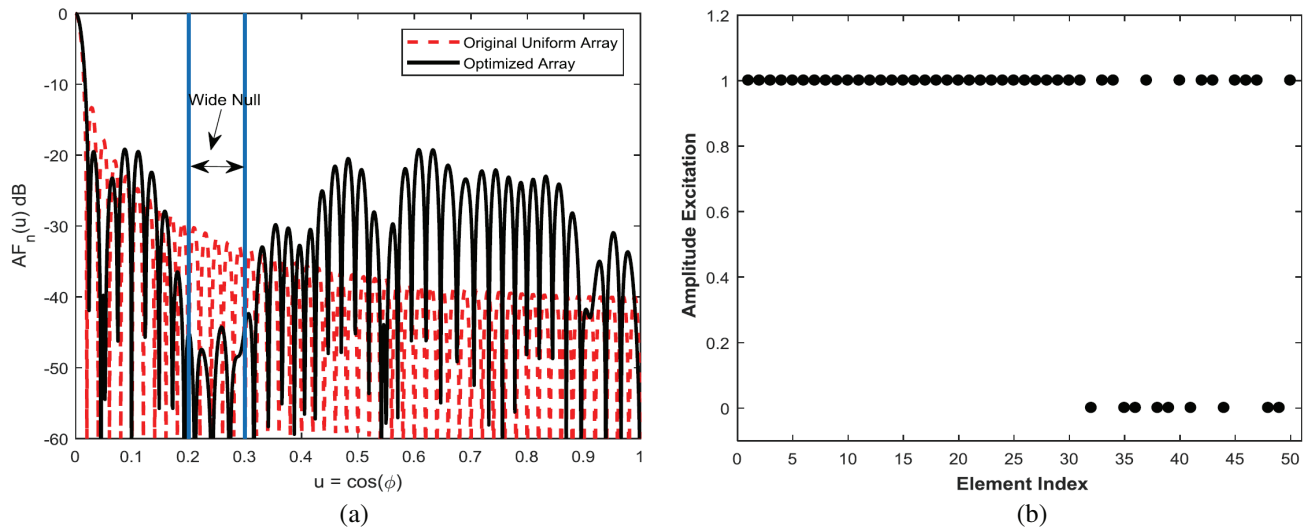 0
-10
-20
-30
-40
-50
-60
AF_n(u) dB
0 0.1 0.2 0.3 0.4 0.5 0.6 0.7 0.8 0.9 1
u = cos(ϕ)
Wide Null
Original Uniform Array
Optimized Array
(a)
1.2
1
0.8
0.6
0.4
0.2
0
Amplitude Excitation
0 5 10 15 20 25 30 35 40 45 50
Element Index
(b)